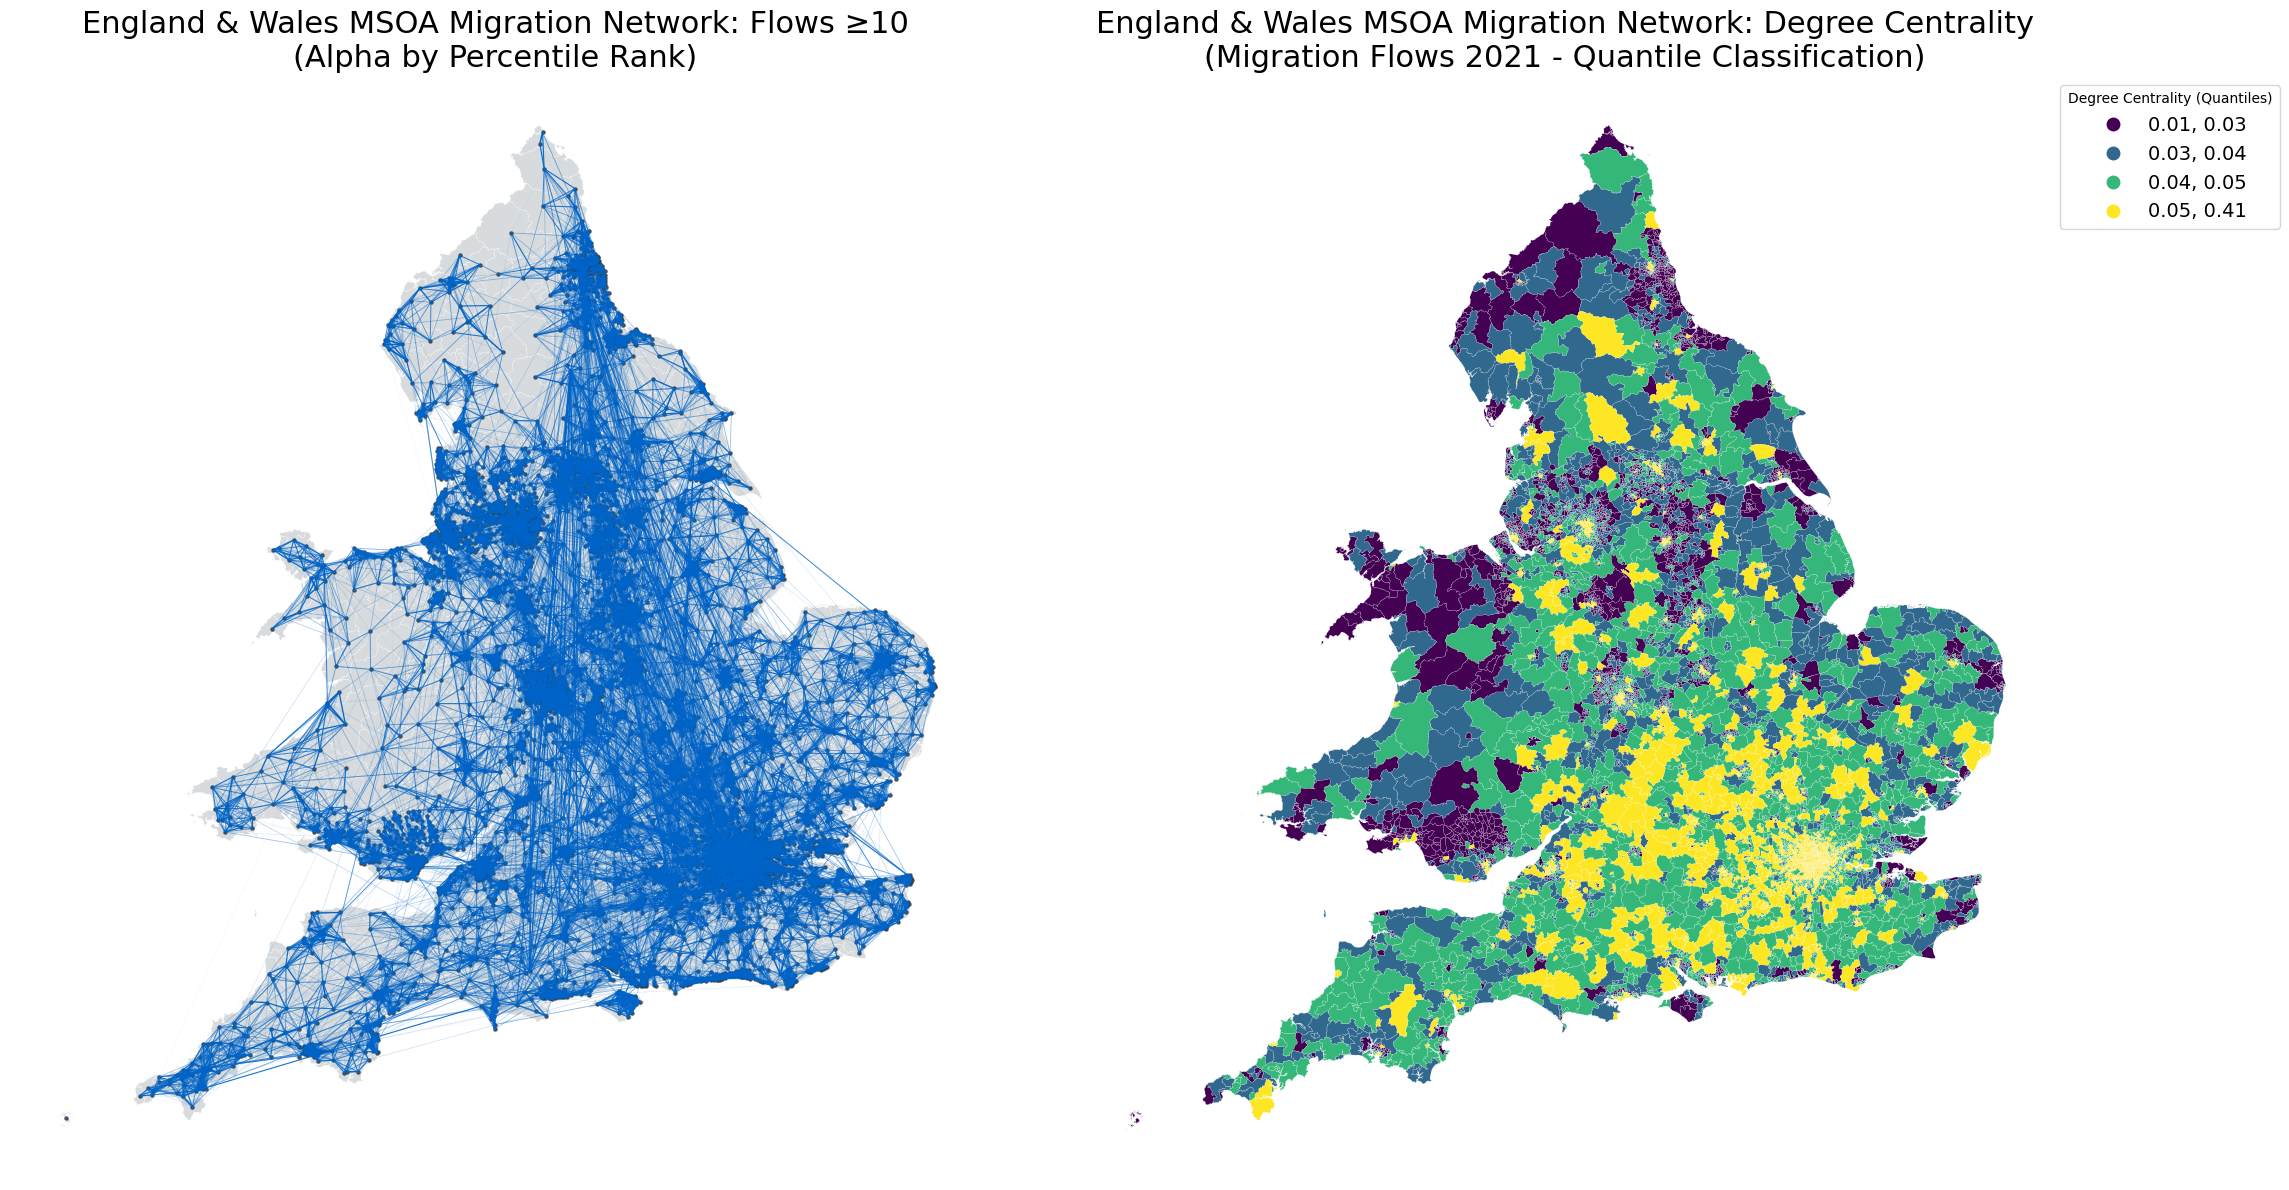 England & Wales MSOA Migration Network: Flows ≥10
(Alpha by Percentile Rank)
England & Wales MSOA Migration Network: Degree Centrality
(Migration Flows 2021 - Quantile Classification)
Degree Centrality (Quantiles)
0.01, 0.03
0.03, 0.04
0.04, 0.05
0.05, 0.41